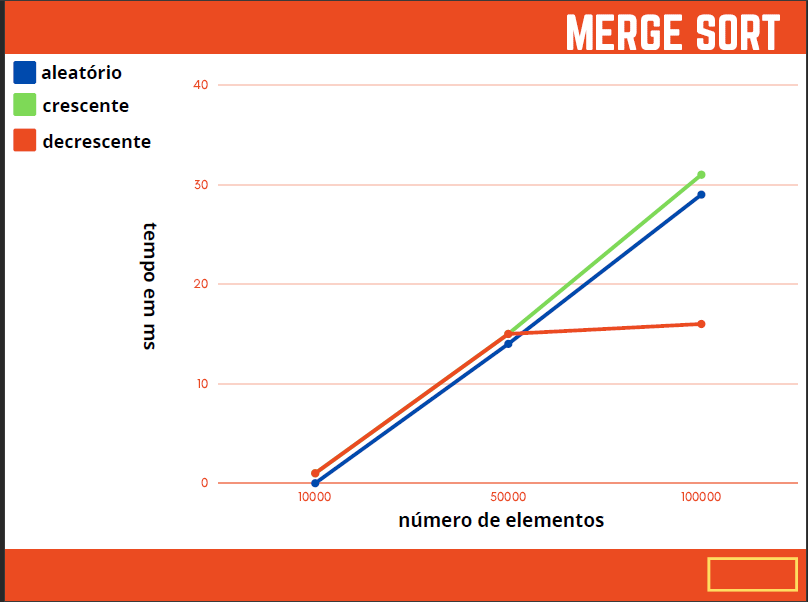 MERGE SORT
aleatório
crescente
decrescente
tempo em ms
40
30
20
10
0
10000
50000
100000
número de elementos